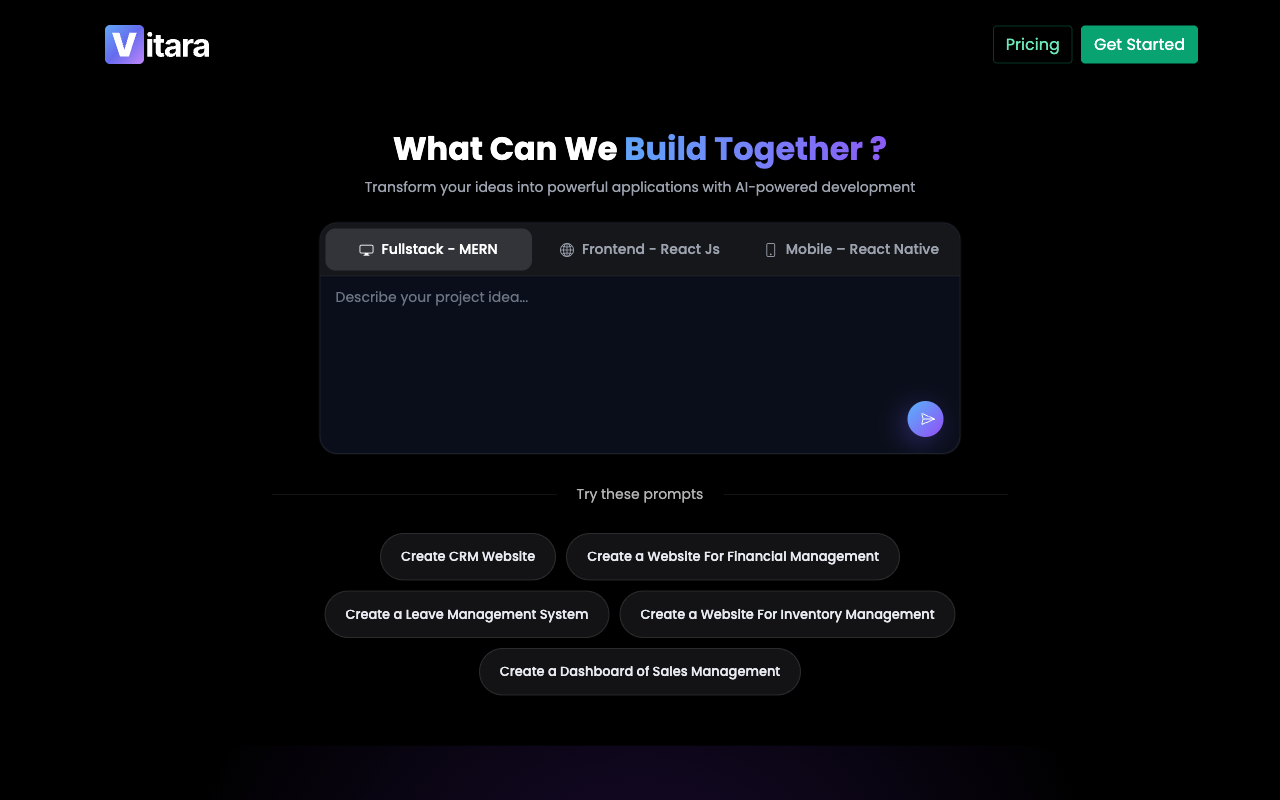 Vitara
Pricing
Get Started
What Can We Build Together ?
Transform your ideas into powerful applications with AI-powered development
Fullstack - MERN
Frontend - React Js
Mobile – React Native
Describe your project idea...
Try these prompts
Create CRM Website
Create a Website For Financial Management
Create a Leave Management System
Create a Website For Inventory Management
Create a Dashboard of Sales Management